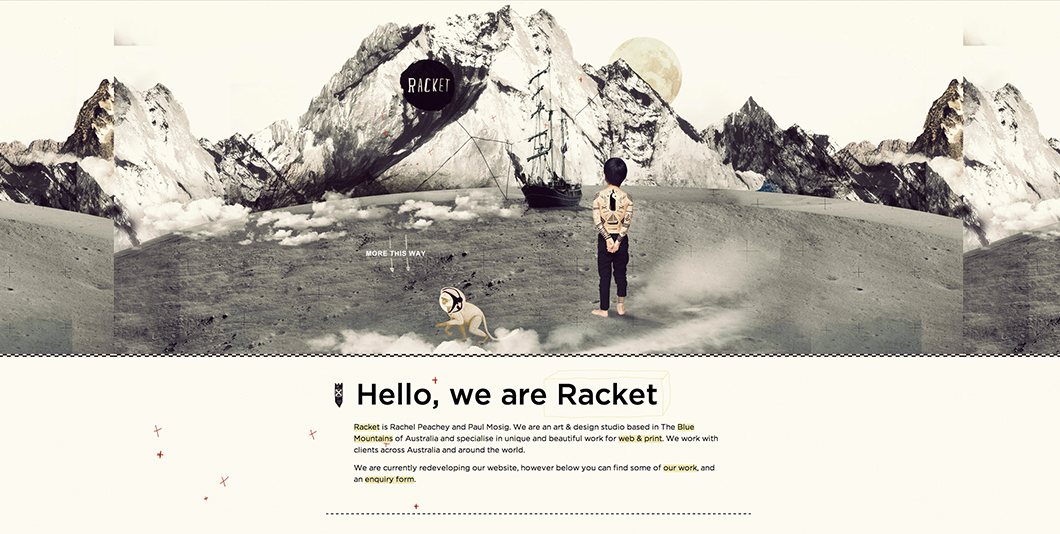 RACKET
MORE THIS WAY
Hello, we are Racket
Racket is Rachel Peachey and Paul Mosig. We are an art & design studio based in The Blue
Mountains of Australia and specialise in unique and beautiful work for web & print. We work with
clients across Australia and around the world.
We are currently redeveloping our website, however below you can find some of our work, and
an enquiry form.